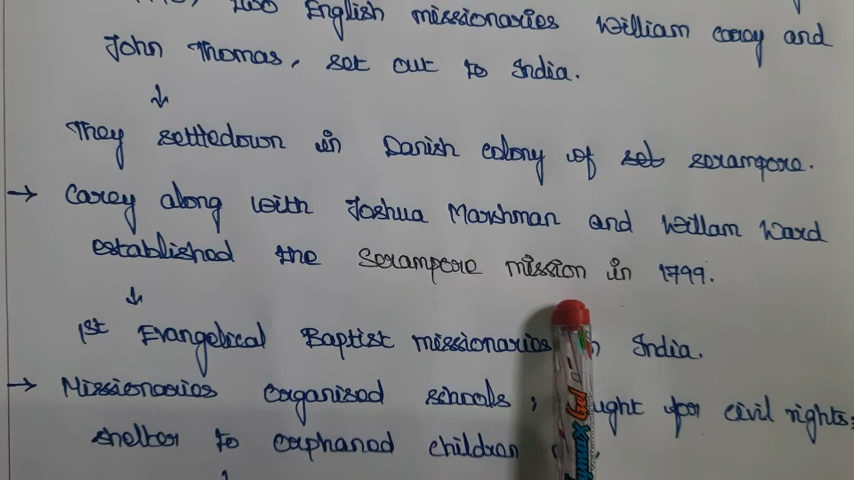 two English missionaries William carey and
John Thomas, set out to India.
↓
They settledown in Danish colony of set serampore.
→ Carey along with Joshua Marshman and Willam Ward
established the Serampore mission in 1799.
↓
1st Evangelical Baptist missionaries India.
→ Missionaries organised schools, for civil rights,
shelter to orphaned children